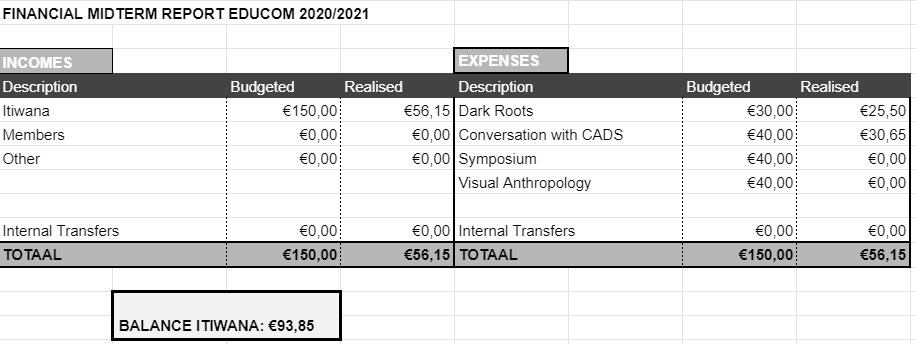 FINANCIAL MIDTERM REPORT EDUCOM 2020/2021
INCOMES EXPENSES
Description Budgeted Realised Description Budgeted Realised
Itiwana €150,00 €56,15 Dark Roots €30,00 €25,50
Members €0,00 €0,00 Conversation with CADS €40,00 €30,65
Other €0,00 €0,00 Symposium €40,00 €0,00
Visual Anthropology €40,00 €0,00
Internal Transfers €0,00 €0,00 Internal Transfers €0,00 €0,00
TOTAAL €150,00 €56,15 TOTAAL €150,00 €56,15
BALANCE ITIWANA: €93,85